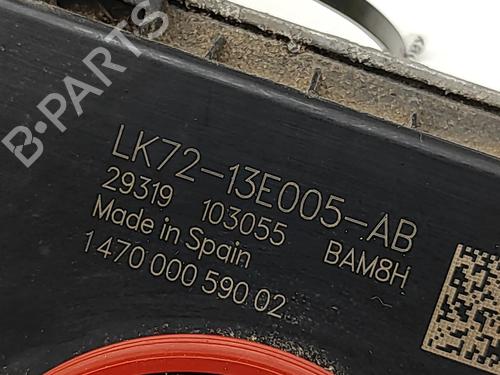 B-PARTS
LK72-13E005-AB
29319 103055 BAM8H
Made in Spain
1 470 000 590 02